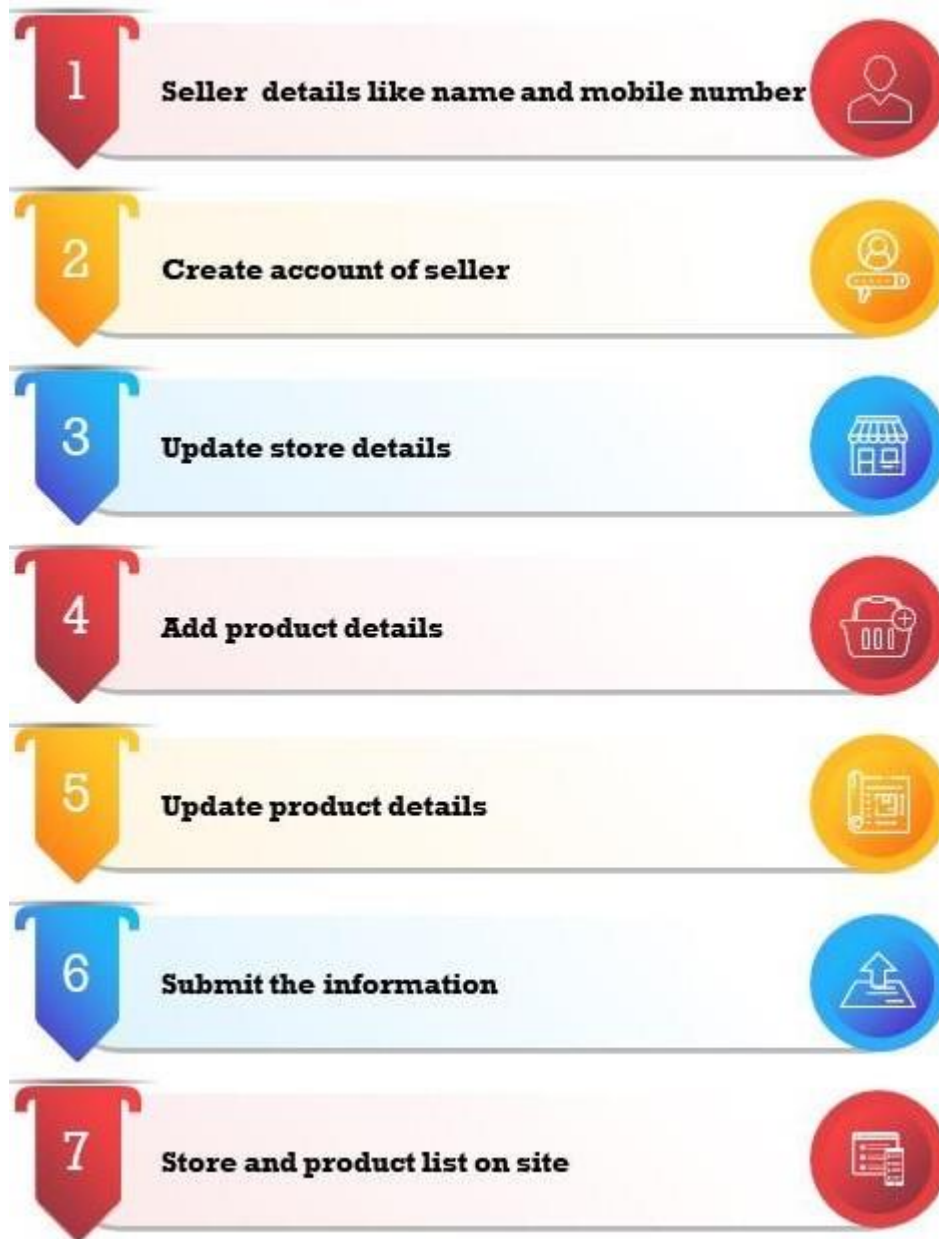 1
Seller details like name and mobile number
2
Create account of seller
3
Update store details
4
Add product details
5
Update product details
6
Submit the information
7
Store and product list on site